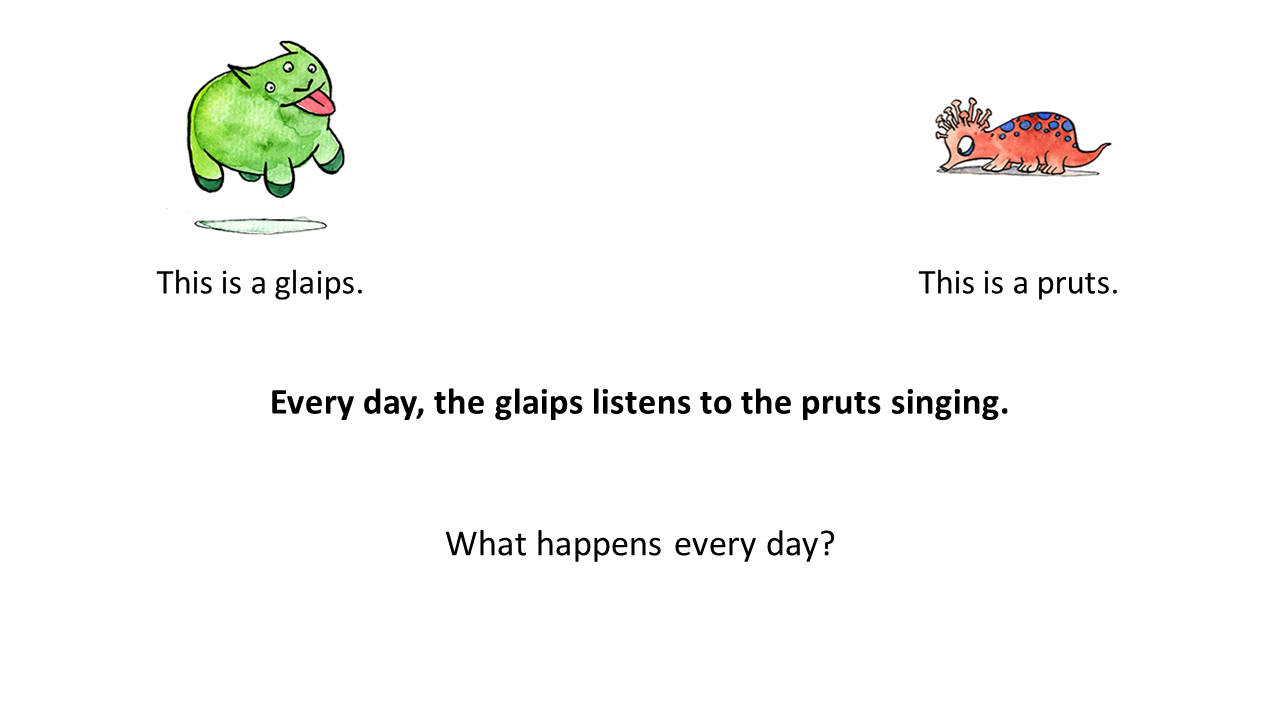 This is a glaips.
This is a pruts.
Every day, the glaips listens to the pruts singing.
What happens every day?